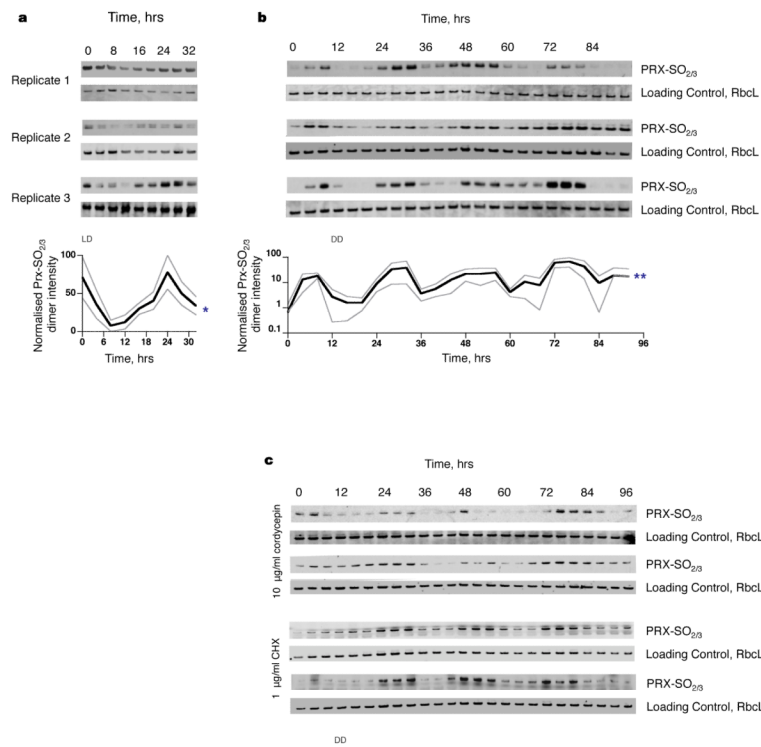 a
Time, hrs
0 8 16 24 32
Replicate 1
Replicate 2
Replicate 3
LD
Normalised Prx-SO2/3
dimer intensity
100
50
0
0 6 12 18 24 30
*
Time, hrs
b
Time, hrs
0 12 24 36 48 60 72 84
PRX-SO2/3
Loading Control, RbcL
PRX-SO2/3
Loading Control, RbcL
PRX-SO2/3
Loading Control, RbcL
DD
Normalised Prx-SO2/3
dimer intensity
100
10
1
0.1
0 12 24 36 48 60 72 84 96
**
Time, hrs
c
Time, hrs
0 12 24 36 48 60 72 84 96
10 µg/ml cordycepin
PRX-SO2/3
Loading Control, RbcL
PRX-SO2/3
Loading Control, RbcL
1 µg/ml CHX
PRX-SO2/3
Loading Control, RbcL
PRX-SO2/3
Loading Control, RbcL
DD